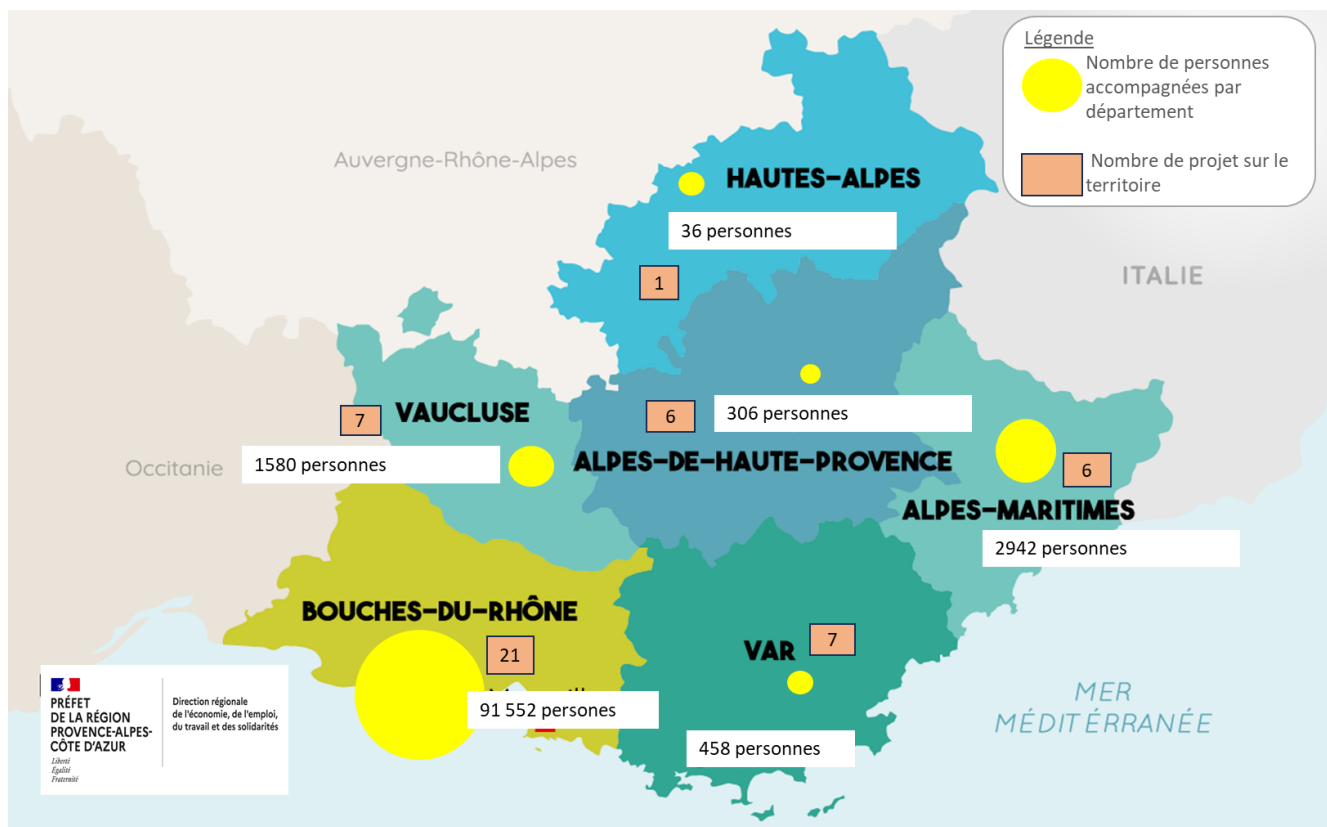 Légende
Nombre de personnes
accompagnées par
département
Nombre de projet sur le
territoire
Auvergne-Rhône-Alpes
HAUTES-ALPES
36 personnes
1
ITALIE
7
VAUCLUSE
6
306 personnes
Occitanie
1580 personnes
ALPES-DE-HAUTE-PROVENCE
6
ALPES-MARITIMES
2942 personnes
BOUCHES-DU-RHÔNE
21
91 552 persones
VAR
7
458 personnes
MER
MÉDITÉRRANÉE
PRÉFET
DE LA RÉGION
PROVENCE-ALPES-
CÔTE D'AZUR
Liberté
Égalité
Fraternité
Direction régionale
de l'économie, de l'emploi,
du travail et des solidarités